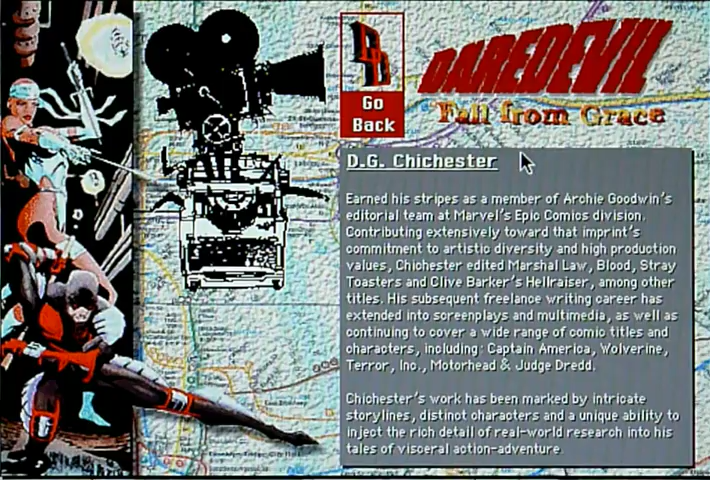 DD
Go
Back
DAREDEVIL
Fall from Grace
D.G. Chichester
Earned his stripes as a member of Archie Goodwin's
editorial team at Marvel's Epic Comics division.
Contributing extensively toward that imprint's
commitment to artistic diversity and high production
values, Chichester edited Marshal Law, Blood, Stray
Toasters and Clive Barker's Hellraiser, among other
titles. His subsequent freelance writing career has
extended into screenplays and multimedia, as well as
continuing to cover a wide range of comic titles and
characters, including: Captain America, Wolverine,
Terror, Inc., Motorhead & Judge Dredd.
Chichester's work has been marked by intricate
storylines, distinct characters and a unique ability to
inject the rich detail of real-world research into his
tales of visceral action-adventure.